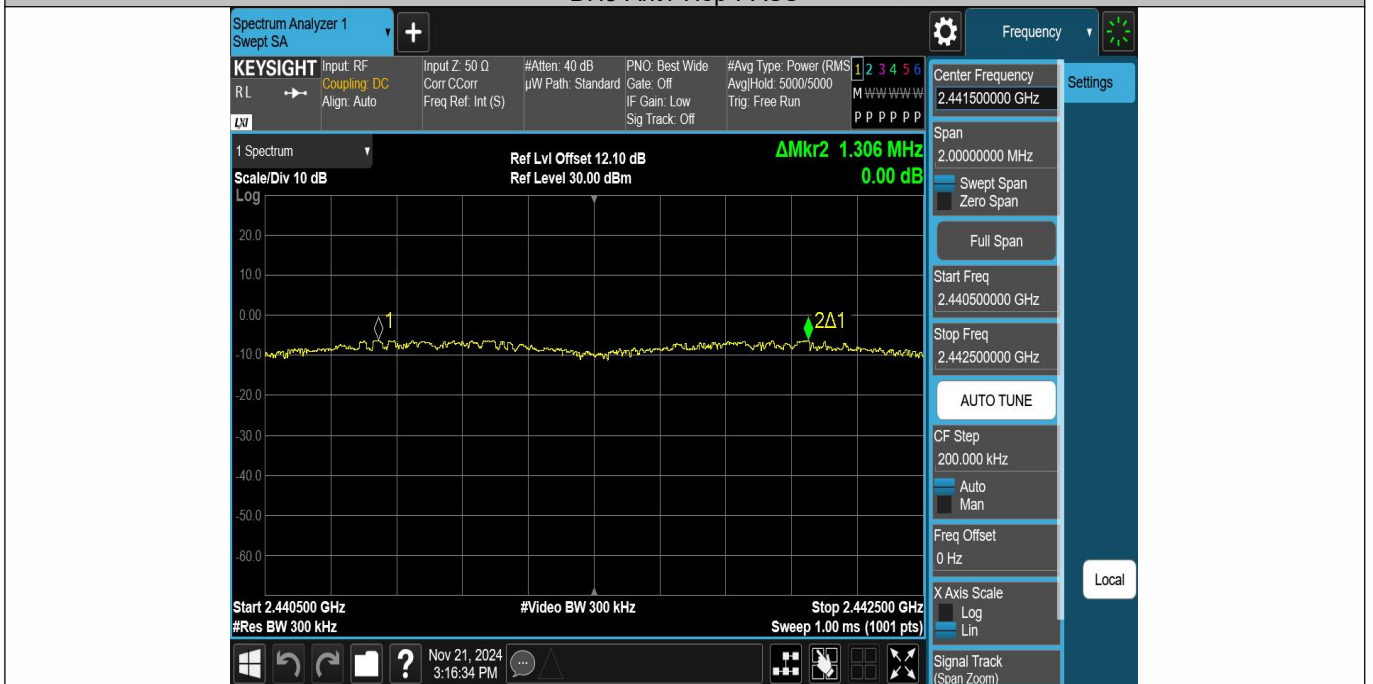 Spectrum Analyzer 1
Swept SA
Frequency
KEYSIGHT
RL
LXI
Input: RF
Coupling: DC
Align: Auto
Input Z: 50 Ω
Corr CCorr
Freq Ref: Int (S)
#Atten: 40 dB
µW Path: Standard
PNO: Best Wide
Gate: Off
IF Gain: Low
Sig Track: Off
#Avg Type: Power (RMS
Avg|Hold: 5000/5000
Trig: Free Run
1 2 3 4 5 6
M W W W W W
P P P P P P
1 Spectrum
Scale/Div 10 dB
Log
Ref Lvl Offset 12.10 dB
Ref Level 30.00 dBm
ΔMkr2 1.306 MHz
0.00 dB
20.0
10.0
0.00
-10.0
-20.0
-30.0
-40.0
-50.0
-60.0
1
2Δ1
Start 2.440500 GHz
#Res BW 300 kHz
#Video BW 300 kHz
Stop 2.442500 GHz
Sweep 1.00 ms (1001 pts)
Center Frequency
2.441500000 GHz
Settings
Span
2.00000000 MHz
Swept Span
Zero Span
Full Span
Start Freq
2.440500000 GHz
Stop Freq
2.442500000 GHz
AUTO TUNE
CF Step
200.000 kHz
Auto
Man
Freq Offset
0 Hz
X Axis Scale
Log
Lin
Local
Signal Track
(Span Zoom)
?
Nov 21, 2024
3:16:34 PM